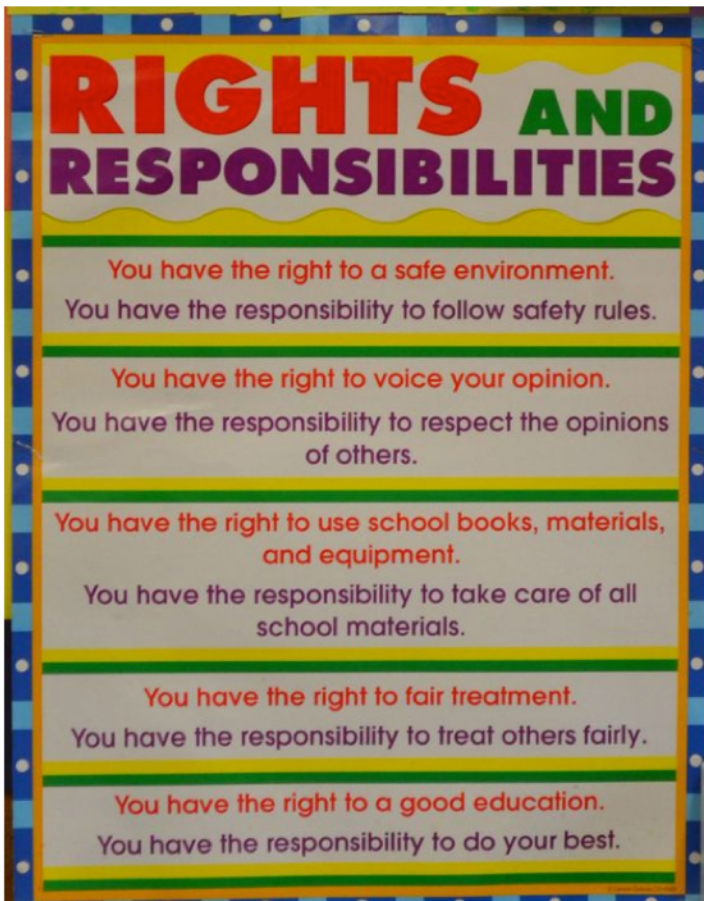 RIGHTS AND
RESPONSIBILITIES
You have the right to a safe environment.
You have the responsibility to follow safety rules.
You have the right to voice your opinion.
You have the responsibility to respect the opinions
of others.
You have the right to use school books, materials,
and equipment.
You have the responsibility to take care of all
school materials.
You have the right to fair treatment.
You have the responsibility to treat others fairly.
You have the right to a good education.
You have the responsibility to do your best.